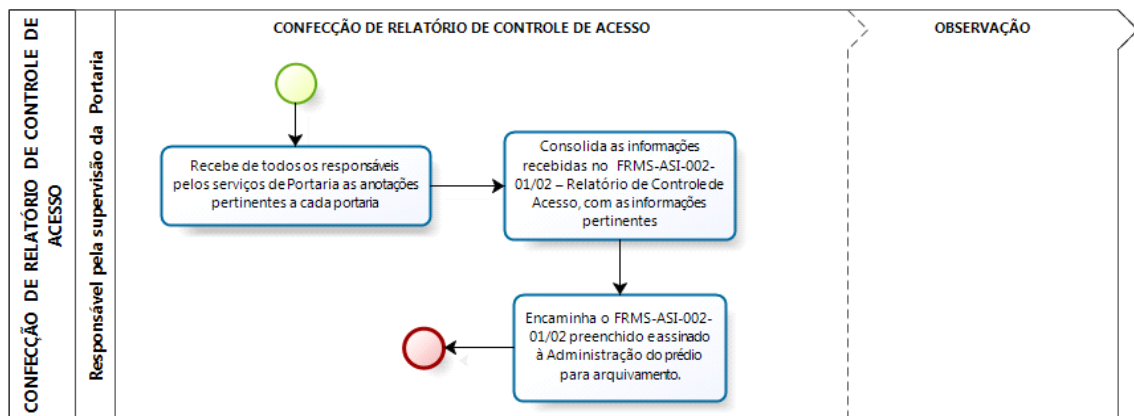 CONFECÇÃO DE RELATÓRIO DE CONTROLE DE
ACESSO
Responsável pela supervisão da Portaria
CONFECÇÃO DE RELATÓRIO DE CONTROLE DE ACESSO
OBSERVAÇÃO
Recebe de todos os responsáveis
pelos serviços de Portaria as anotações
pertinentes a cada portaria
Consolida as informações
recebidas no FRMS-ASI-002-
01/02 – Relatório de Controle de
Acesso, com as informações
pertinentes
Encaminha o FRMS-ASI-002-
01/02 preenchido e assinado
à Administração do prédio
para arquivamento.